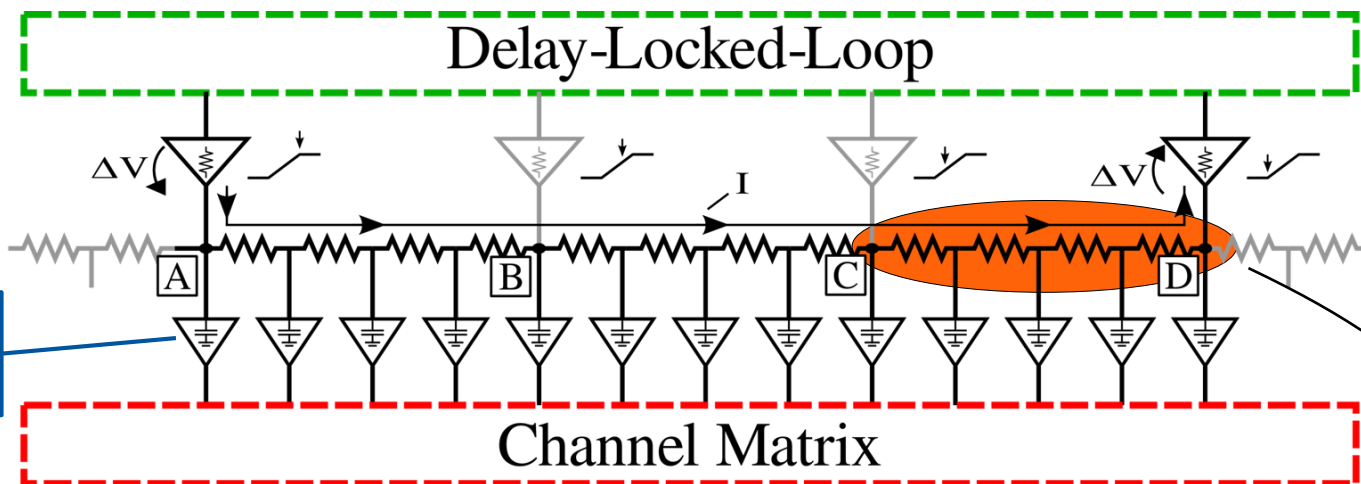 Delay-Locked-Loop
ΔV
ΔV
I
A
B
C
D
Channel Matrix